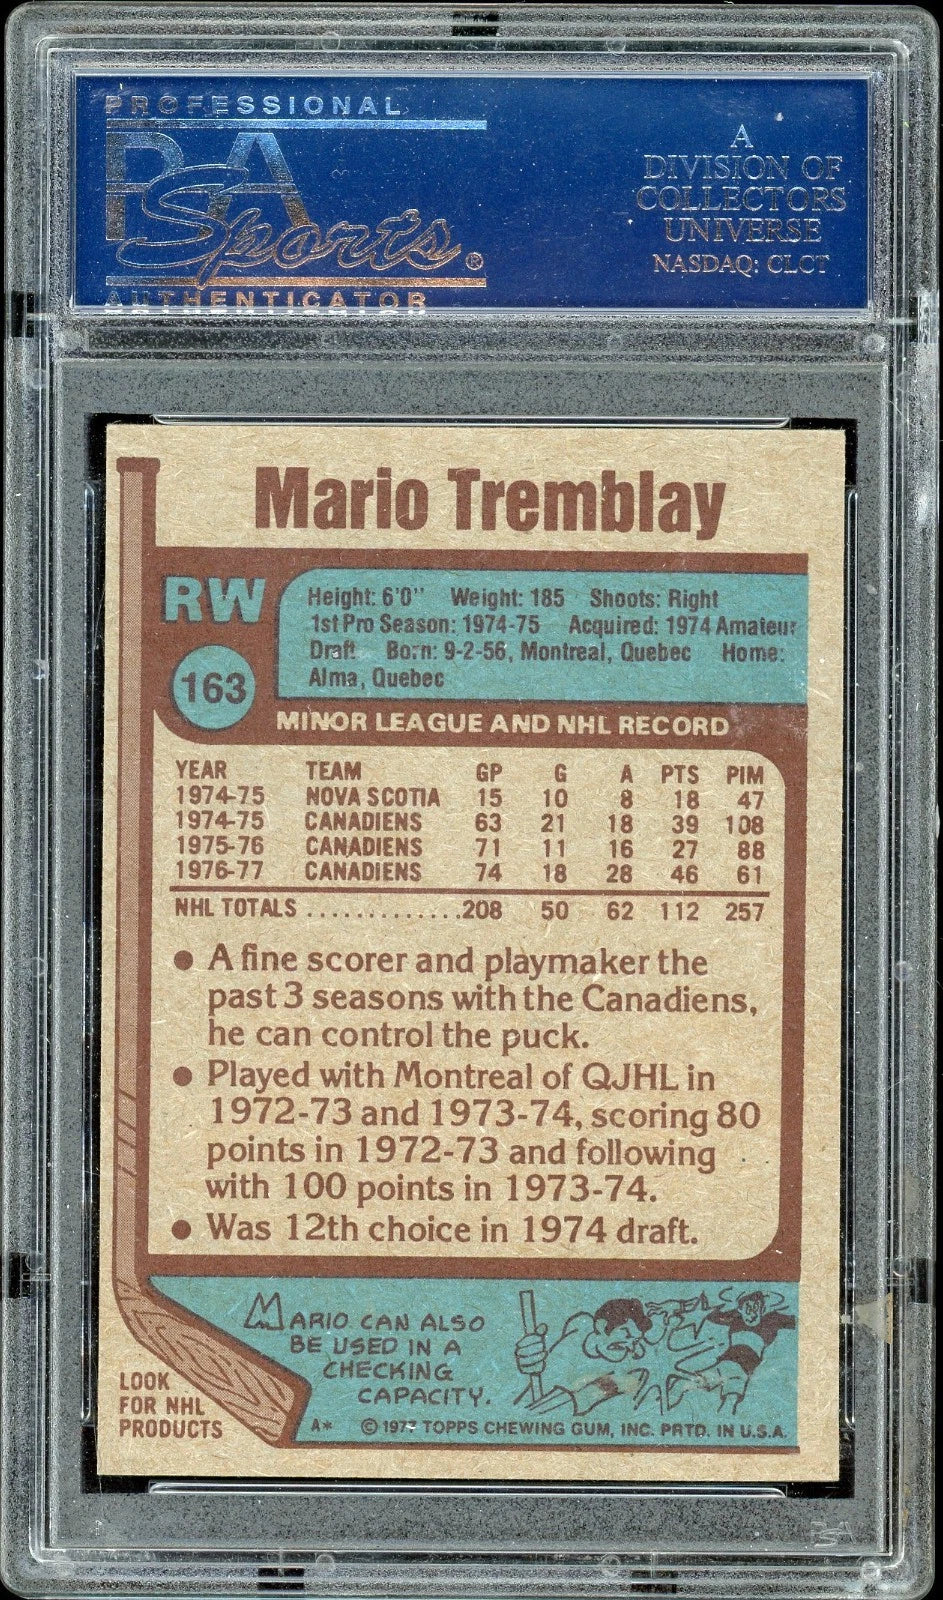 PROFESSIONAL
PSA
Sports®
AUTHENTICATOR
A
DIVISION OF
COLLECTORS
UNIVERSE
NASDAQ: CLCT
Mario Tremblay
RW
163
Height: 6'0" Weight: 185 Shoots: Right
1st Pro Season: 1974-75 Acquired: 1974 Amateur
Draft Born: 9-2-56, Montreal, Quebec Home:
Alma, Quebec
MINOR LEAGUE AND NHL RECORD
YEAR TEAM GP G A PTS PIM
1974-75 NOVA SCOTIA 15 10 8 18 47
1974-75 CANADIENS 63 21 18 39 108
1975-76 CANADIENS 71 11 16 27 88
1976-77 CANADIENS 74 18 28 46 61
NHL TOTALS .............208 50 62 112 257
● A fine scorer and playmaker the
past 3 seasons with the Canadiens,
he can control the puck.
● Played with Montreal of QJHL in
1972-73 and 1973-74, scoring 80
points in 1972-73 and following
with 100 points in 1973-74.
● Was 12th choice in 1974 draft.
MARIO CAN ALSO
BE USED IN A
CHECKING
CAPACITY.
LOOK
FOR NHL
PRODUCTS
A* © 1977 TOPPS CHEWING GUM, INC. PRTD. IN U.S.A.
PSA